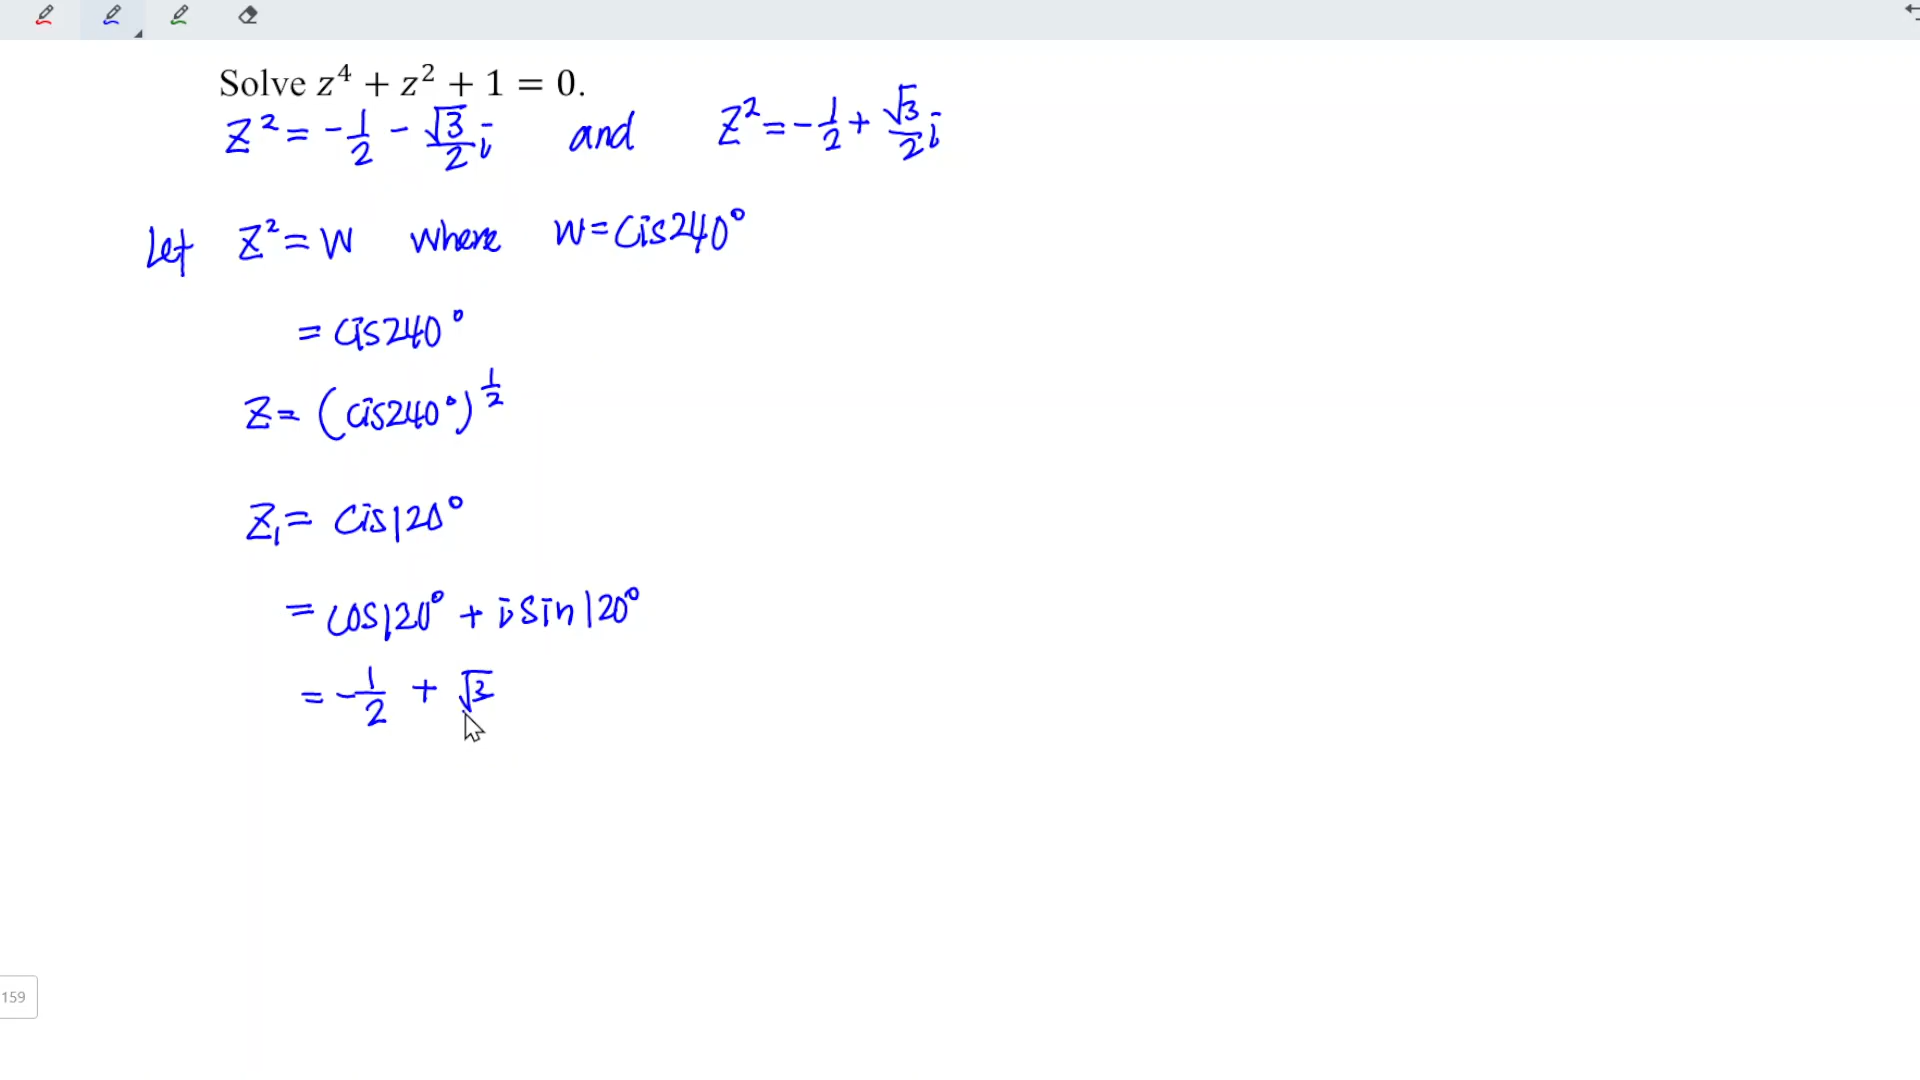 Solve z⁴ + z² + 1 = 0.
Z² = -1/2 - √3/2 i and Z² = -1/2 + √3/2 i
Let Z² = W where W = Cis240°
= Cis240°
Z = (Cis240°)^1/2
Z₁ = Cis120°
= Cos120° + i Sin120°
= -1/2 + √3
159